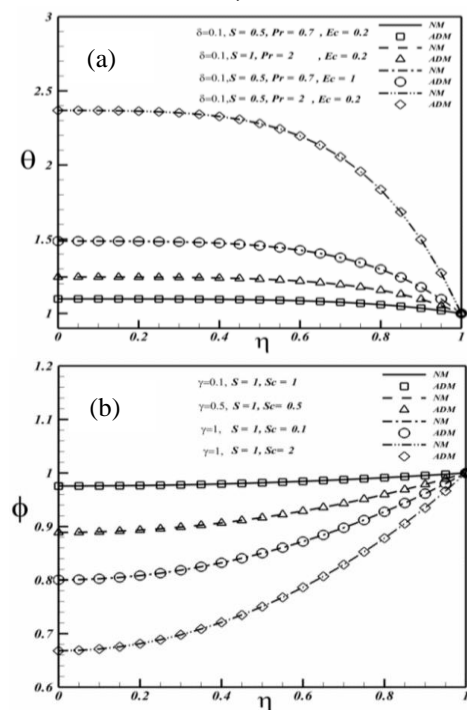 (a)
δ=0.1, S = 0.5, Pr = 0.7 , Ec = 0.2
δ=0.1, S = 1, Pr = 2 , Ec = 0.2
δ=0.1, S = 0.5, Pr = 0.7 , Ec = 1
δ=0.1, S = 0.5, Pr = 2 , Ec = 0.2
NM
ADM
NM
ADM
NM
ADM
NM
ADM
3
2.5
2
1.5
1
θ
0
0.2
0.4
0.6
0.8
1
η
(b)
γ=0.1, S = 1, Sc = 1
γ=0.5, S =1, Sc= 0.5
γ=1, S = 1, Sc = 0.1
γ=1, S = 1, Sc = 2
NM
ADM
NM
ADM
NM
ADM
NM
ADM
1.2
1.1
1
0.9
0.8
0.7
0.6
ϕ
0
0.2
0.4
0.6
0.8
1
η